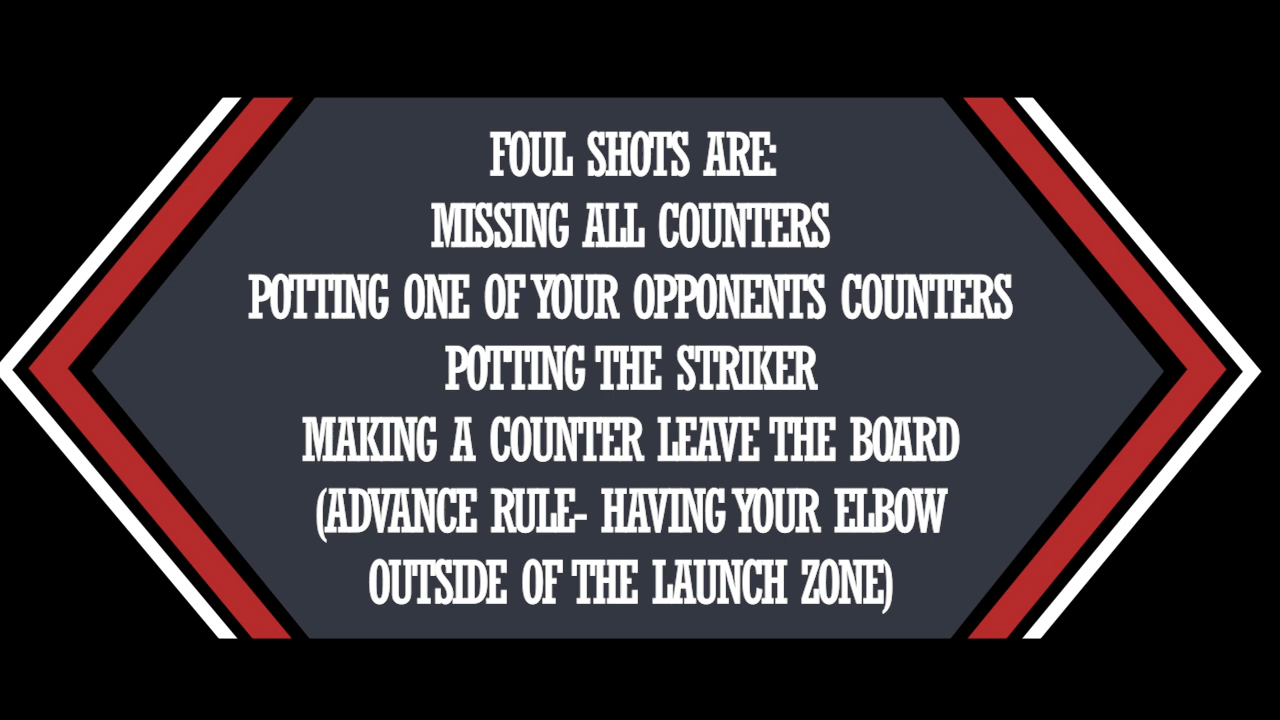 FOUL SHOTS ARE:
MISSING ALL COUNTERS
POTTING ONE OF YOUR OPPONENT'S COUNTERS
POTTING THE STRIKER
MAKING A COUNTER LEAVE THE BOARD
(ADVANCE RULE- HAVING YOUR ELBOW
OUTSIDE OF THE LAUNCH ZONE)